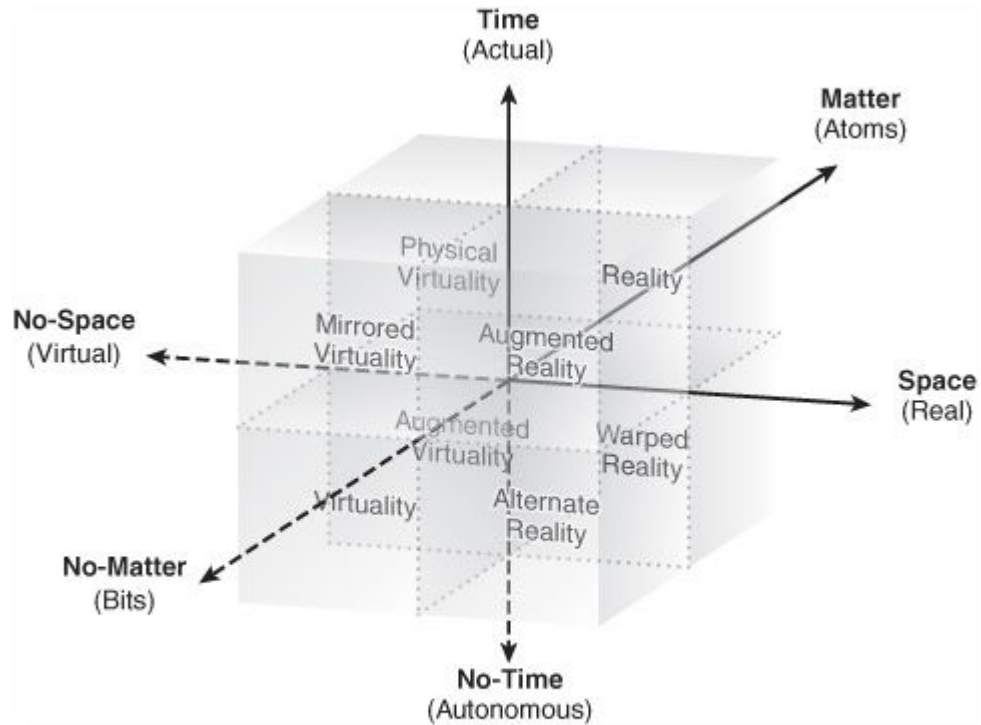 Time
(Actual)
Matter
(Atoms)
Physical
Virtuality
Reality
No-Space
(Virtual)
Mirrored
Virtuality
Augmented
Reality
Space
(Real)
Augmented
Virtuality
Warped
Reality
Virtuality
Alternate
Reality
No-Matter
(Bits)
No-Time
(Autonomous)